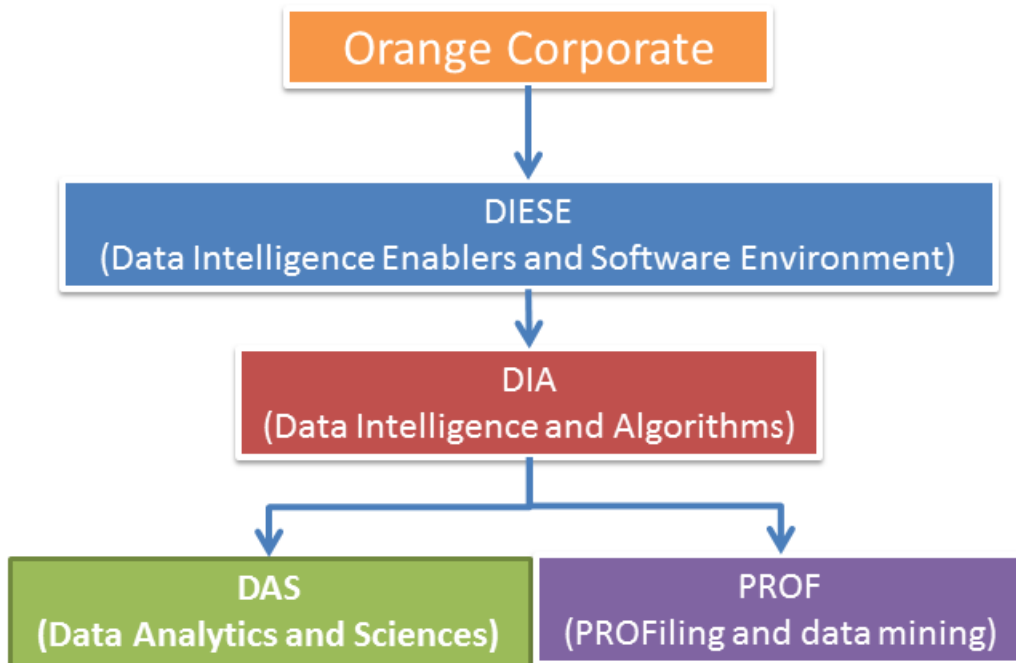 Orange Corporate
DIESE
(Data Intelligence Enablers and Software Environment)
DIA
(Data Intelligence and Algorithms)
DAS
(Data Analytics and Sciences)
PROF
(PROFiling and data mining)